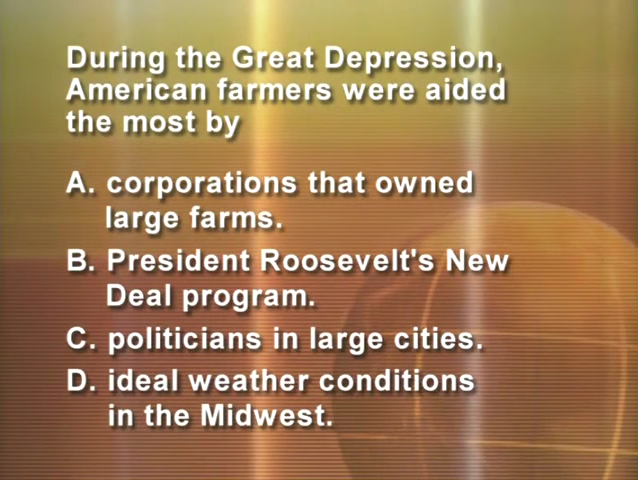 During the Great Depression,
American farmers were aided
the most by
A. corporations that owned
large farms.
B. President Roosevelt's New
Deal program.
C. politicians in large cities.
D. ideal weather conditions
in the Midwest.